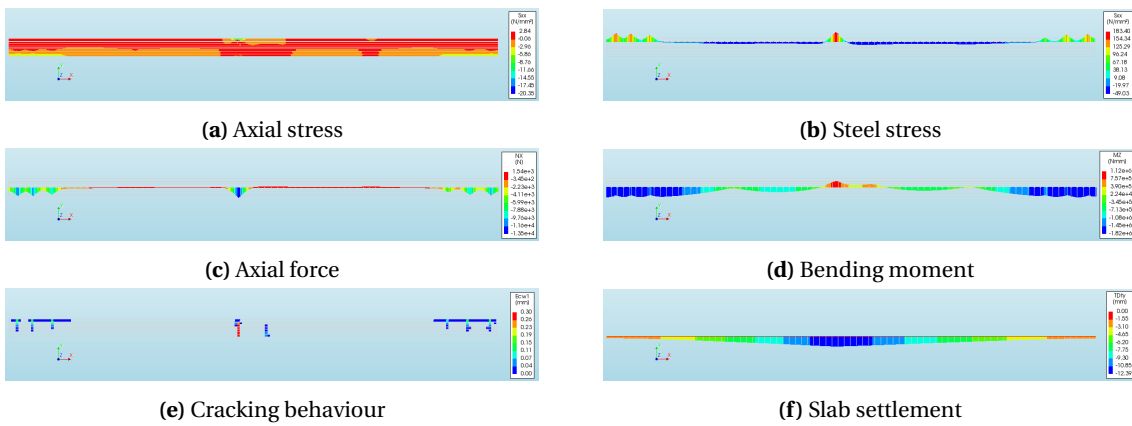 Sxx
(N/mm²)
2.84
-0.06
-2.96
-5.86
-8.76
-11.66
-14.55
-17.45
-20.35
Y
Z X
(a) Axial stress
Sxx
(N/mm²)
183.40
154.34
125.29
96.24
67.18
38.13
9.08
-19.97
-49.03
Y
Z X
(b) Steel stress
NX
(N)
1.54e+3
-3.45e+2
-2.23e+3
-4.11e+3
-5.99e+3
-7.88e+3
-9.76e+3
-1.16e+4
-1.35e+4
Y
Z X
(c) Axial force
MZ
(Nmm)
1.12e+6
7.57e+5
3.90e+5
2.24e+4
-3.45e+5
-7.13e+5
-1.08e+6
-1.45e+6
-1.82e+6
Y
Z X
(d) Bending moment
Ecw1
(mm)
0.30
0.26
0.23
0.19
0.15
0.11
0.07
0.04
0.00
Y
Z X
(e) Cracking behaviour
TDty
(mm)
0.00
-1.55
-3.10
-4.65
-6.20
-7.75
-9.30
-10.85
-12.39
Y
Z X
(f) Slab settlement